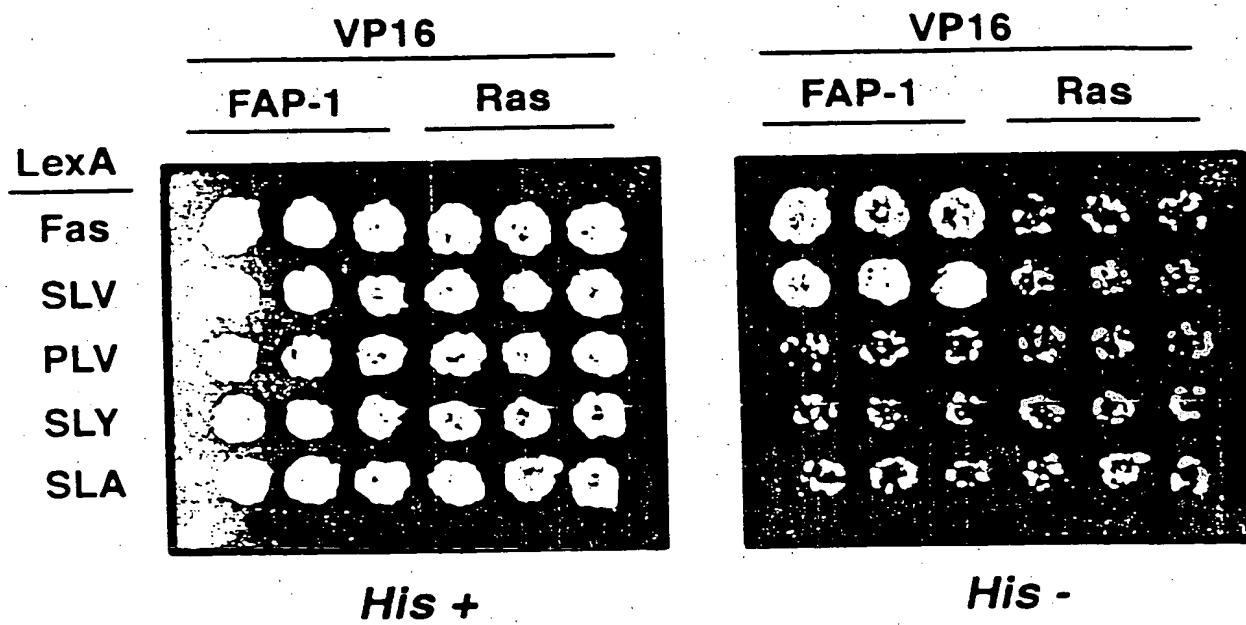 VP16 VP16
FAP-1 Ras FAP-1 Ras
LexA
Fas
SLV
PLV
SLY
SLA
His + His -